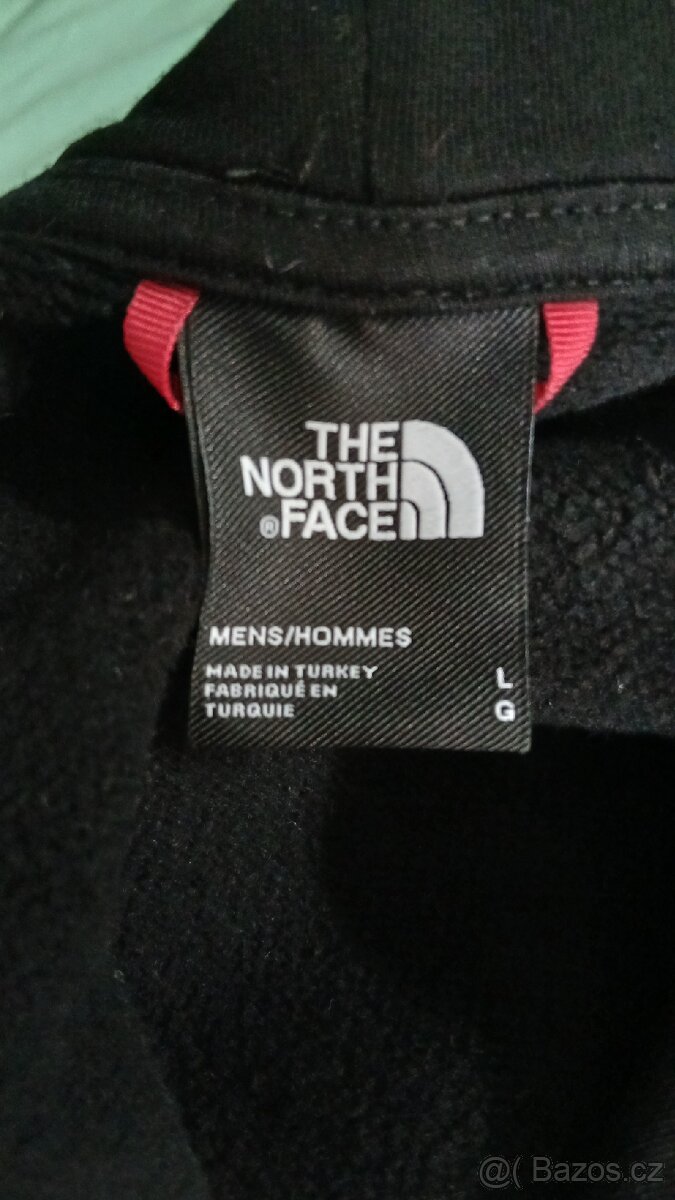 THE
NORTH
® FACE
MENS/HOMMES
MADE IN TURKEY
FABRIQUÉ EN
TURQUIE
L
G
@( Bazos.cz